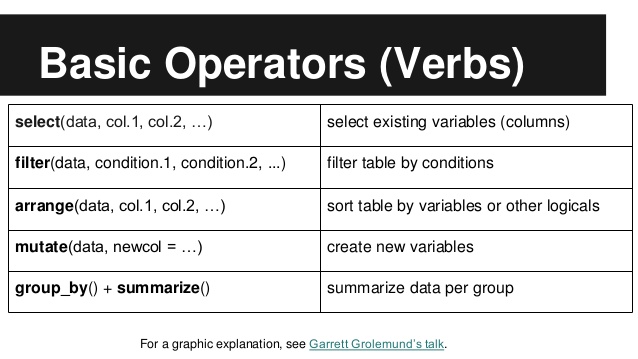 Basic Operators (Verbs)
select(data, col.1, col.2, …)
select existing variables (columns)
filter(data, condition.1, condition.2, ...)
filter table by conditions
arrange(data, col.1, col.2, …)
sort table by variables or other logicals
mutate(data, newcol = …)
create new variables
group_by() + summarize()
summarize data per group
For a graphic explanation, see Garrett Grolemund's talk.